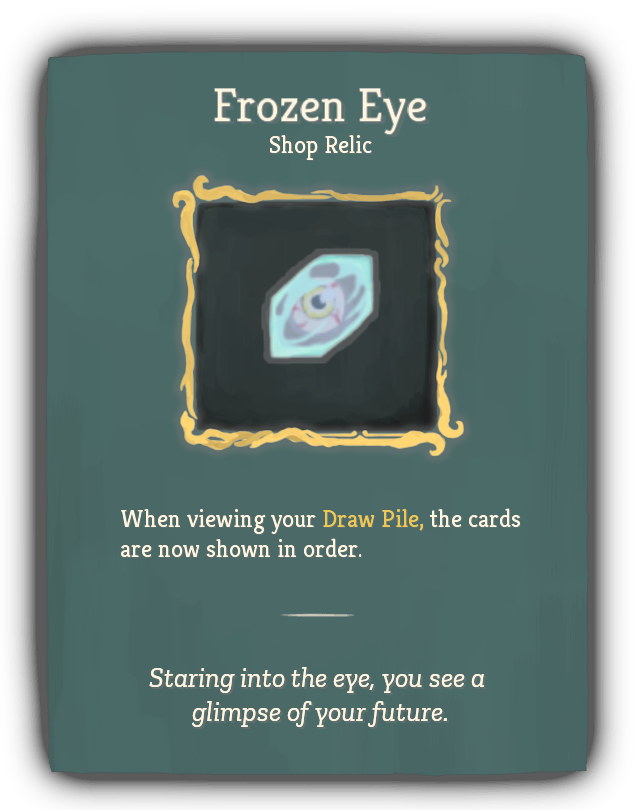 Frozen Eye
Shop Relic
When viewing your Draw Pile, the cards
are now shown in order.
Staring into the eye, you see a
glimpse of your future.